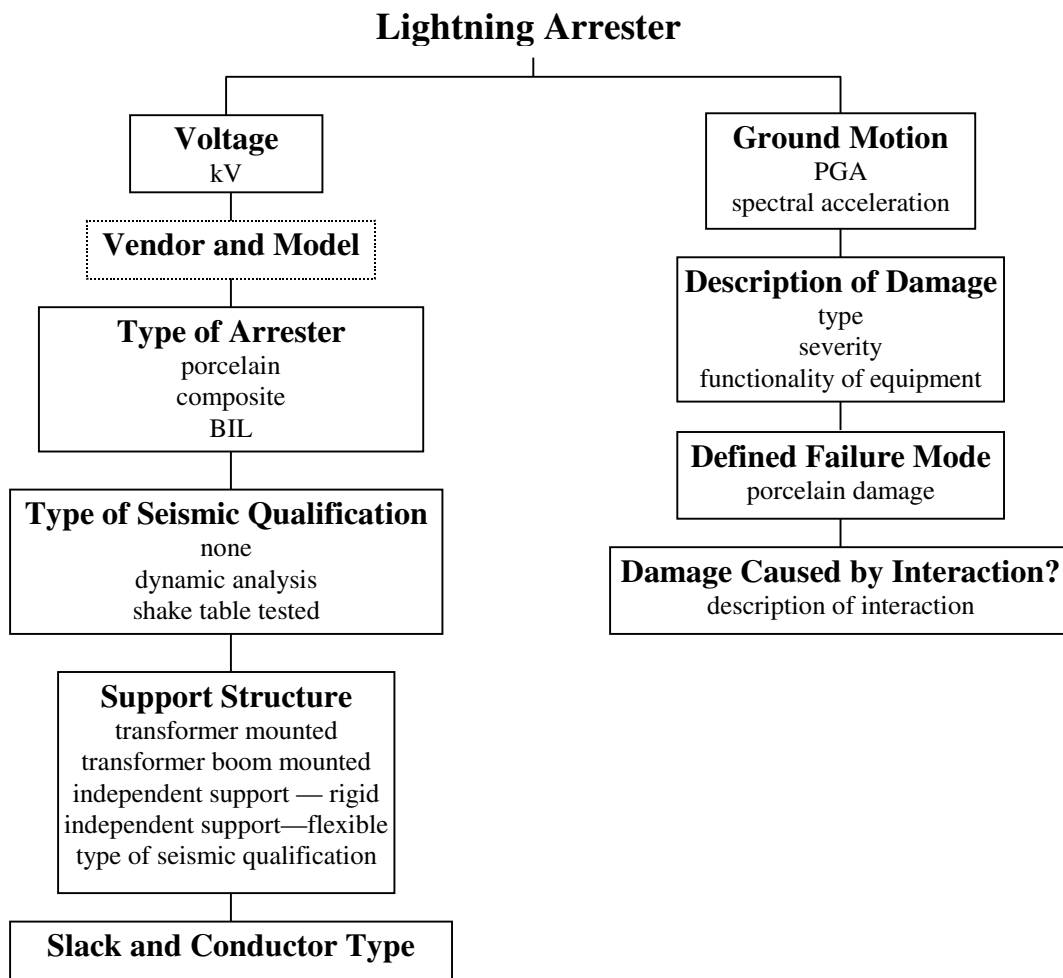 Lightning Arrester
Voltage
kV
Vendor and Model
Type of Arrester
porcelain
composite
BIL
Type of Seismic Qualification
none
dynamic analysis
shake table tested
Support Structure
transformer mounted
transformer boom mounted
independent support — rigid
independent support—flexible
type of seismic qualification
Slack and Conductor Type
Ground Motion
PGA
spectral acceleration
Description of Damage
type
severity
functionality of equipment
Defined Failure Mode
porcelain damage
Damage Caused by Interaction?
description of interaction